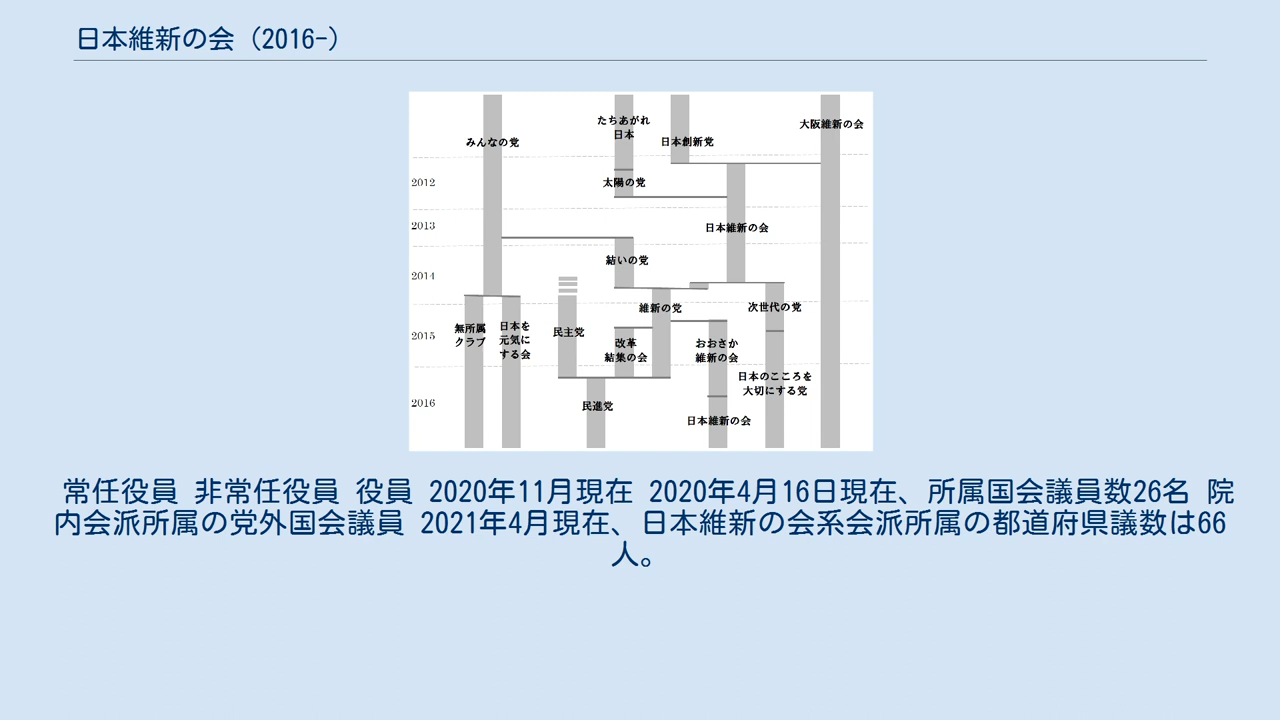 日本維新の会（2016-）
みんなの党
たちあがれ
日本
日本創新党
大阪維新の会
2012
太陽の党
2013
日本維新の会
結いの党
2014
維新の党
次世代の党
無所属
クラブ
日本を
元気に
する会
民主党
2015
改革
結集の会
おおさか
維新の会
日本のこころを
大切にする党
2016
民進党
日本維新の会
常任役員 非常任役員 役員 2020年11月現在 2020年4月16日現在、所属国会議員数26名 院
内会派所属の党外国会議員 2021年4月現在、日本維新の会系会派所属の都道府県議数は66
人。